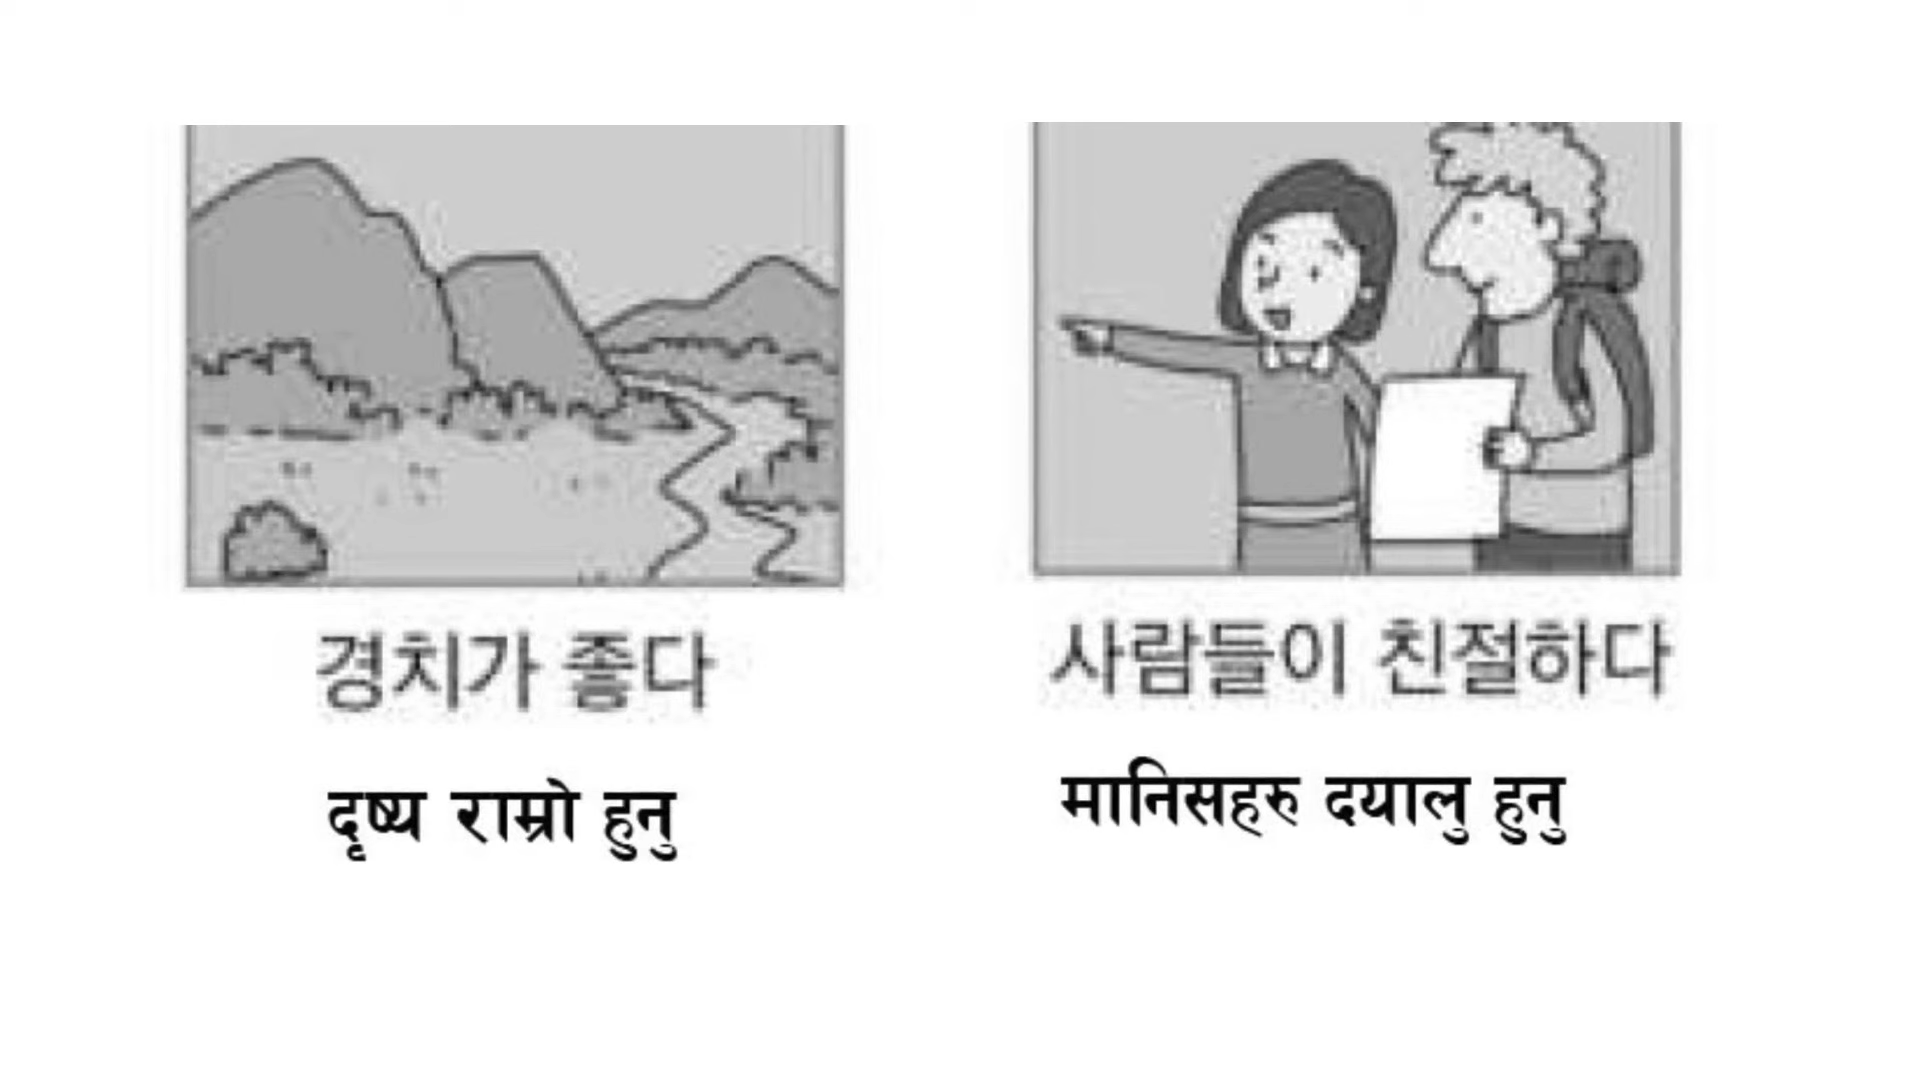 경치가 좋다
दृष्य राम्रो हुनु
사람들이 친절하다
मानिसहरु दयालु हुनु